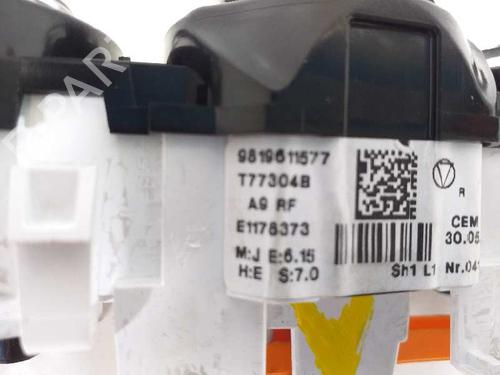 9819611577
T77304B
A9 RF
E1178373
M:J E:6.15
H:E S:7.0
R
CEM
30.05
Sh1 L1 Nr.04